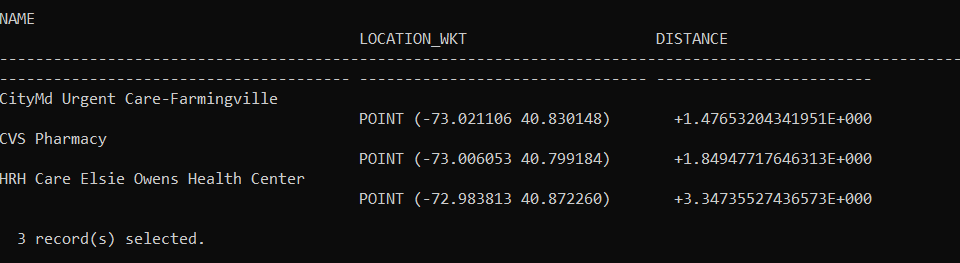 NAME
LOCATION_WKT DISTANCE
--------------------------------------------------------------------------------------------------------
--------------------------------------- -------------------------------- ------------------------
CityMd Urgent Care-Farmingville
POINT (-73.021106 40.830148) +1.47653204341951E+000
CVS Pharmacy
POINT (-73.006053 40.799184) +1.84947717646313E+000
HRH Care Elsie Owens Health Center
POINT (-72.983813 40.872260) +3.34735527436573E+000
3 record(s) selected.